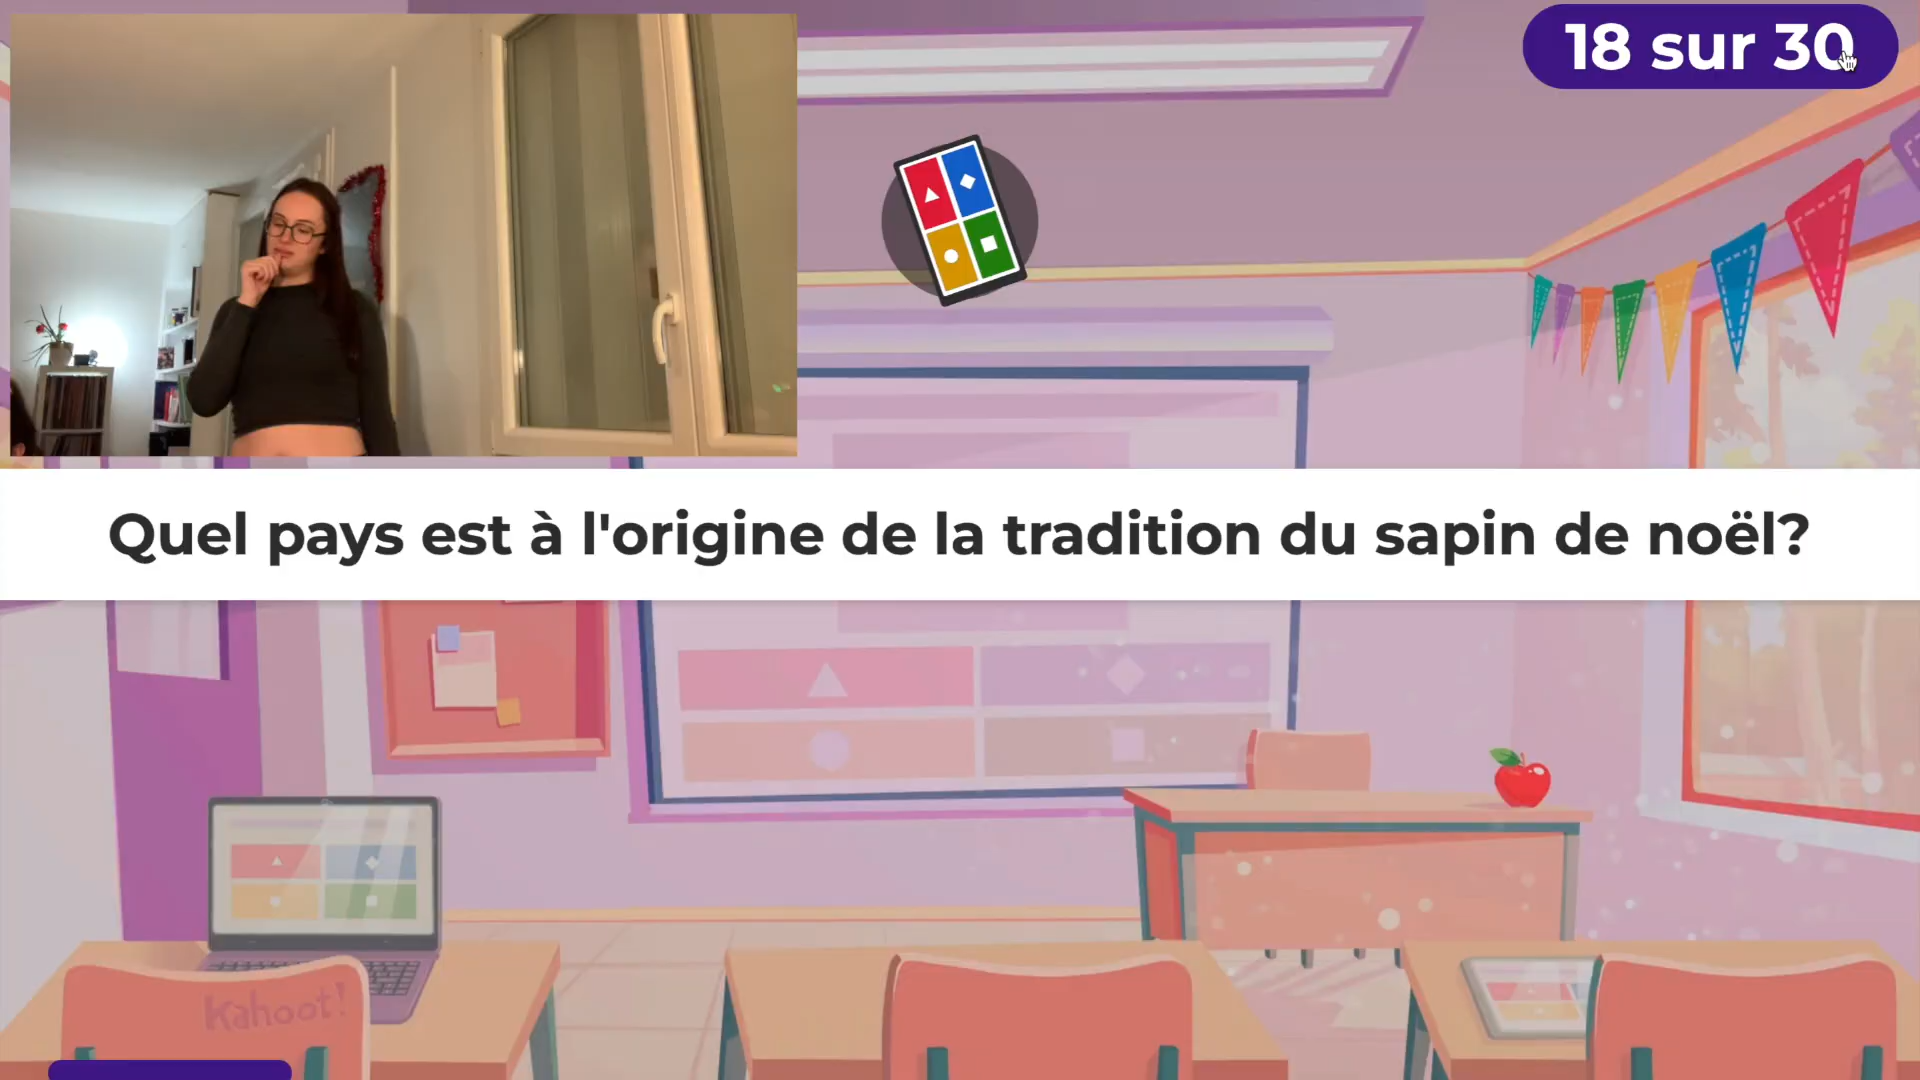 18 sur 30
Quel pays est à l'origine de la tradition du sapin de noël?
Kahoot!